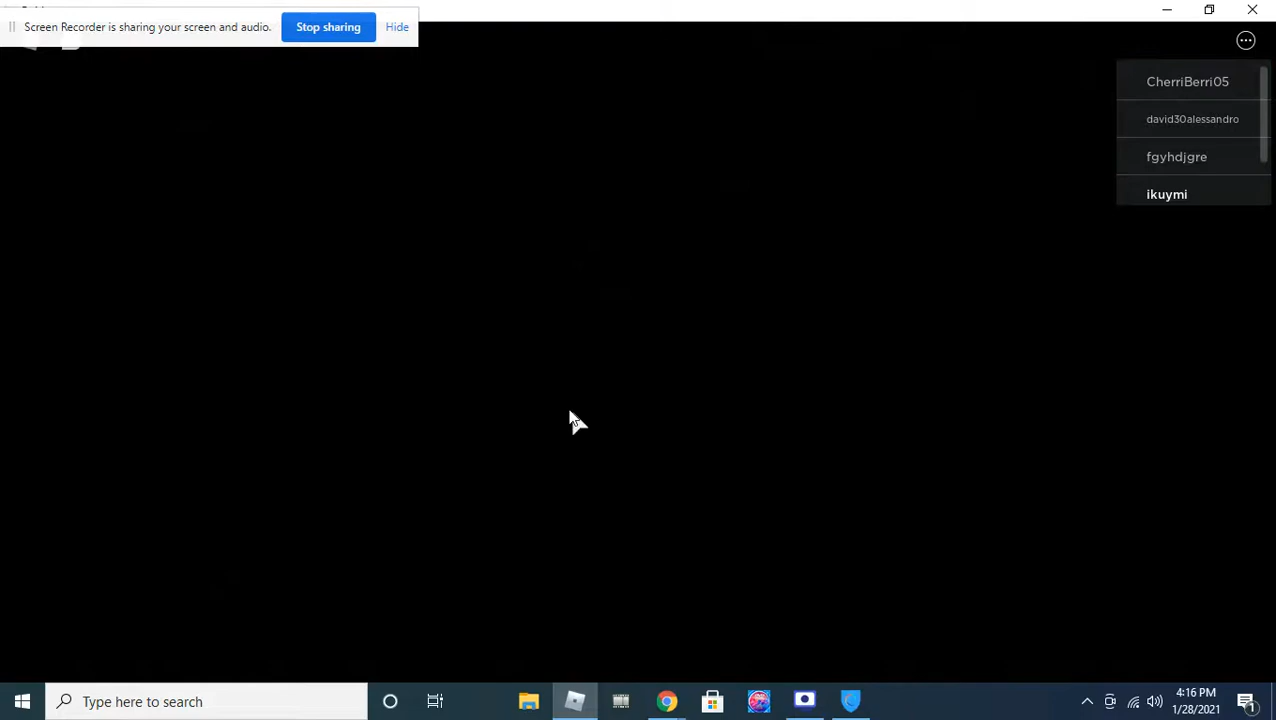 Screen Recorder is sharing your screen and audio.
Stop sharing
Hide
CherriBerri05
david30alessandro
fgyhdjgre
ikuymi
Type here to search
4:16 PM
1/28/2021
1